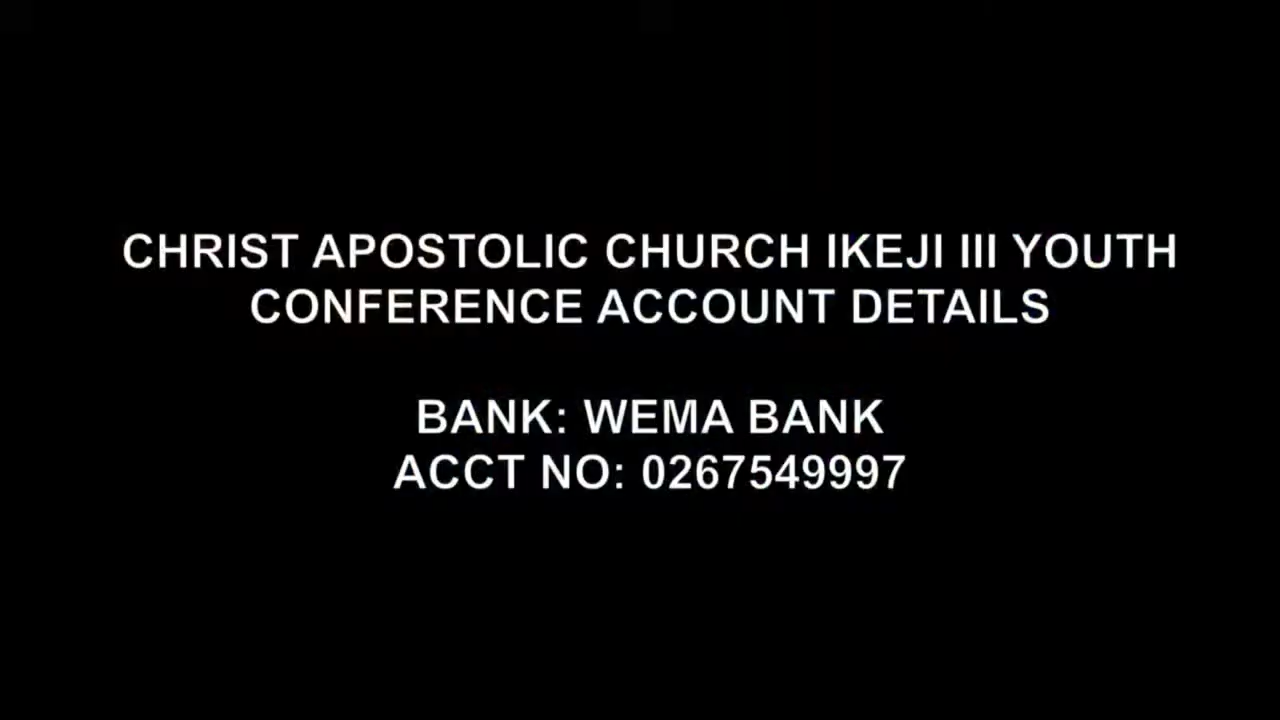 CHRIST APOSTOLIC CHURCH IKEJI III YOUTH
CONFERENCE ACCOUNT DETAILS
BANK: WEMA BANK
ACCT NO: 0267549997